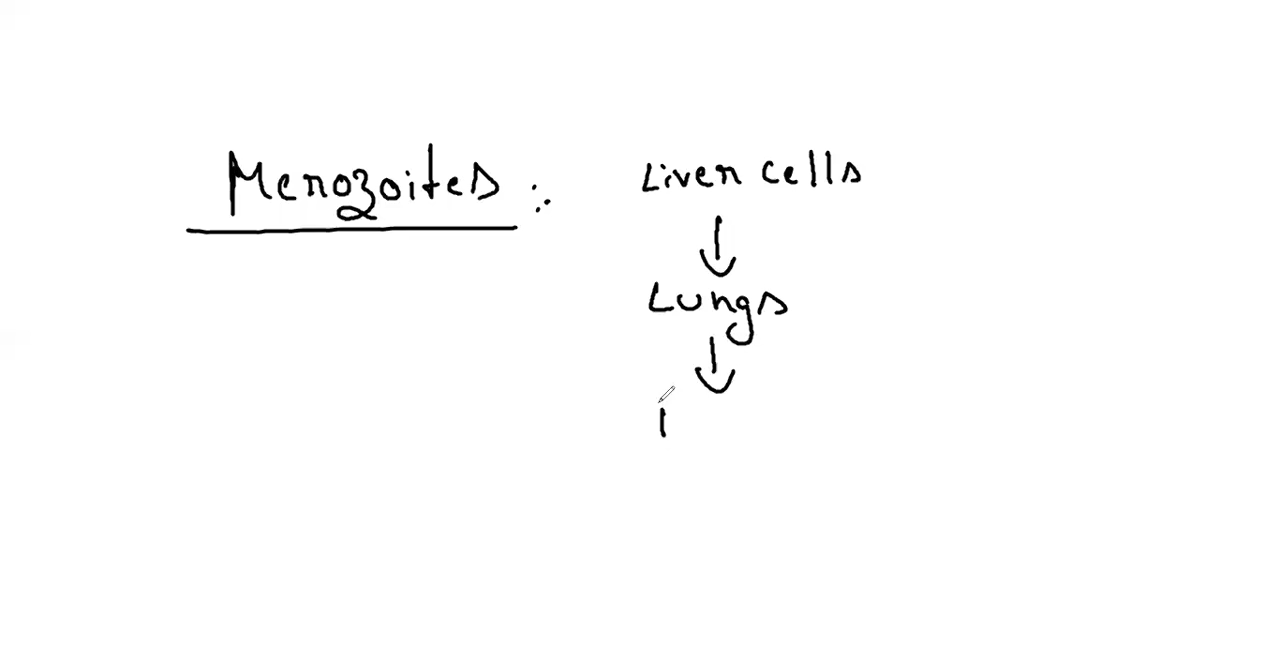 Merozoites :
Liver cells
↓
Lungs
↓